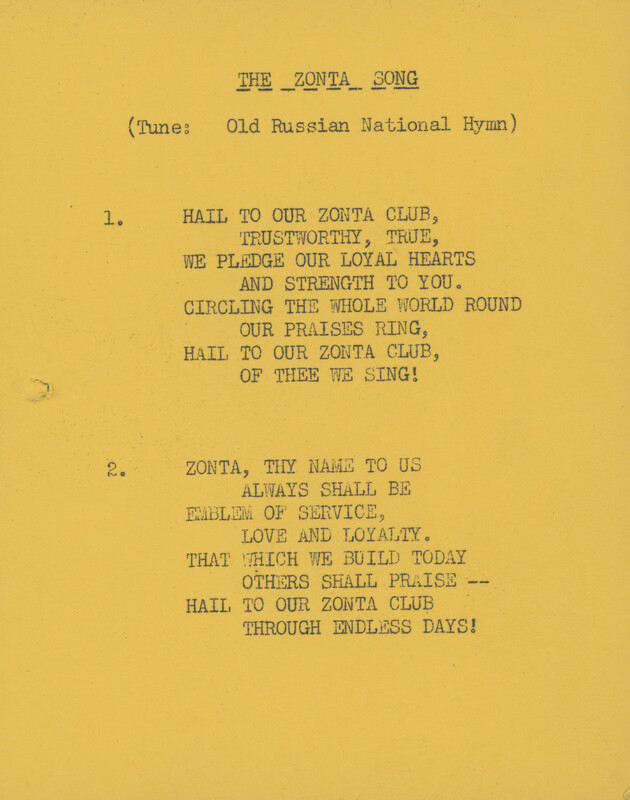 THE ZONTA SONG
(Tune: Old Russian National Hymn)
1. HAIL TO OUR ZONTA CLUB,
TRUSTWORTHY, TRUE,
WE PLEDGE OUR LOYAL HEARTS
AND STRENGTH TO YOU.
CIRCLING THE WHOLE WORLD ROUND
OUR PRAISES RING,
HAIL TO OUR ZONTA CLUB,
OF THEE WE SING!
2. ZONTA, THY NAME TO US
ALWAYS SHALL BE
EMBLEM OF SERVICE,
LOVE AND LOYALTY.
THAT WHICH WE BUILD TODAY
OTHERS SHALL PRAISE --
HAIL TO OUR ZONTA CLUB
THROUGH ENDLESS DAYS!